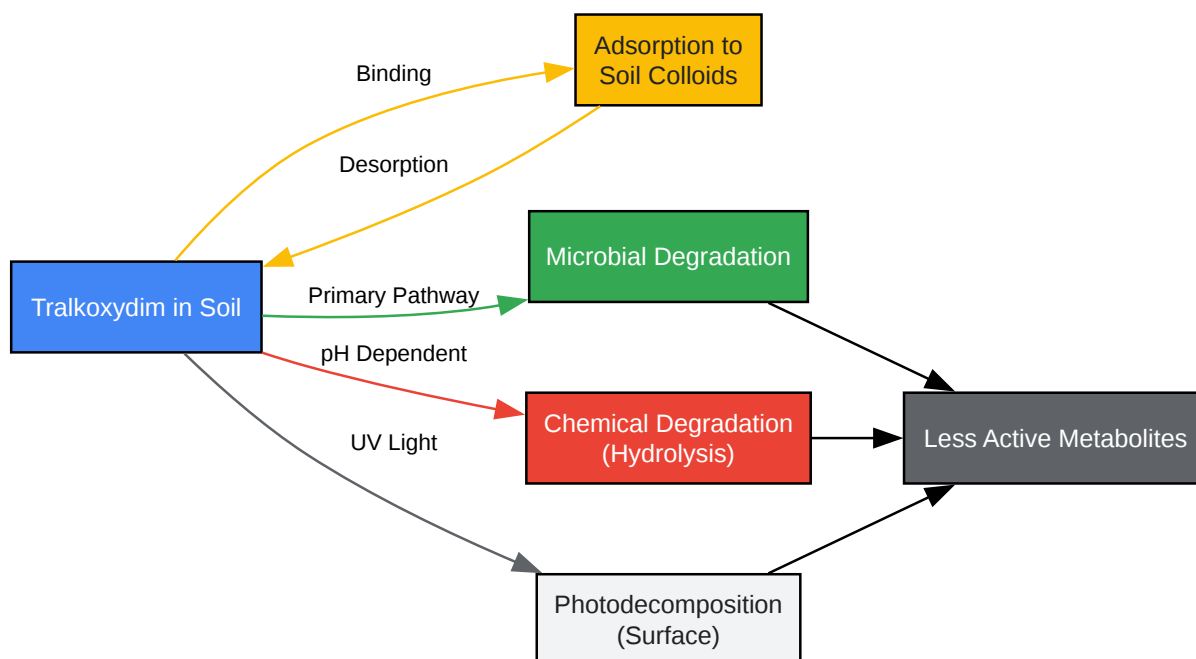 Adsorption to
Soil Colloids
Binding
Desorption
Microbial Degradation
Tralkoxydim in Soil
Primary Pathway
pH Dependent
Chemical Degradation
(Hydrolysis)
Less Active Metabolites
UV Light
Photodecomposition
(Surface)